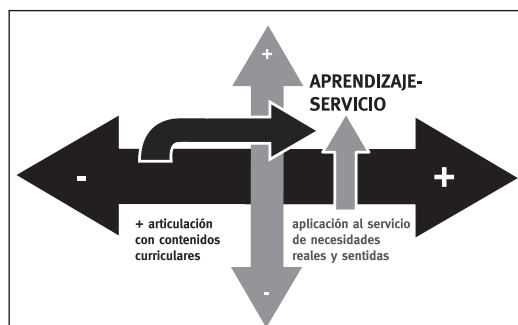 +
APRENDIZAJE-
SERVICIO
-
+
+ articulación
con contenidos
curriculares
aplicación al servicio
de necesidades
reales y sentidas
-